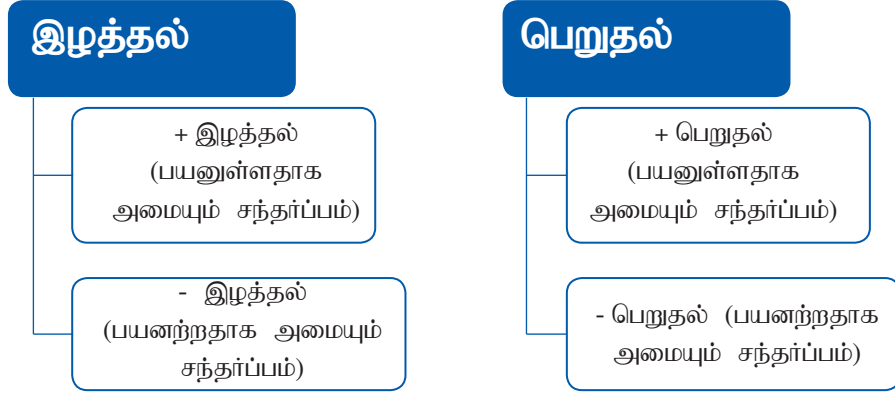 இழத்தல்
+ இழத்தல்
(பயனுள்ளதாக
அமையும் சந்தர்ப்பம்)
- இழத்தல்
(பயனற்றதாக அமையும்
சந்தர்ப்பம்)
பெறுதல்
+ பெறுதல்
(பயனுள்ளதாக
அமையும் சந்தர்ப்பம்)
- பெறுதல் (பயனற்றதாக
அமையும் சந்தர்ப்பம்)